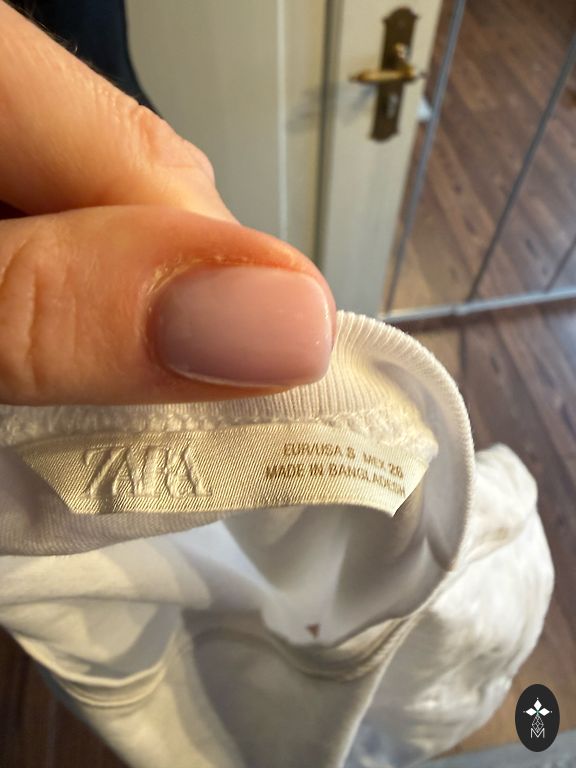 ZARA
EUR/USA S MEX 26
MADE IN BANGLADESH
M